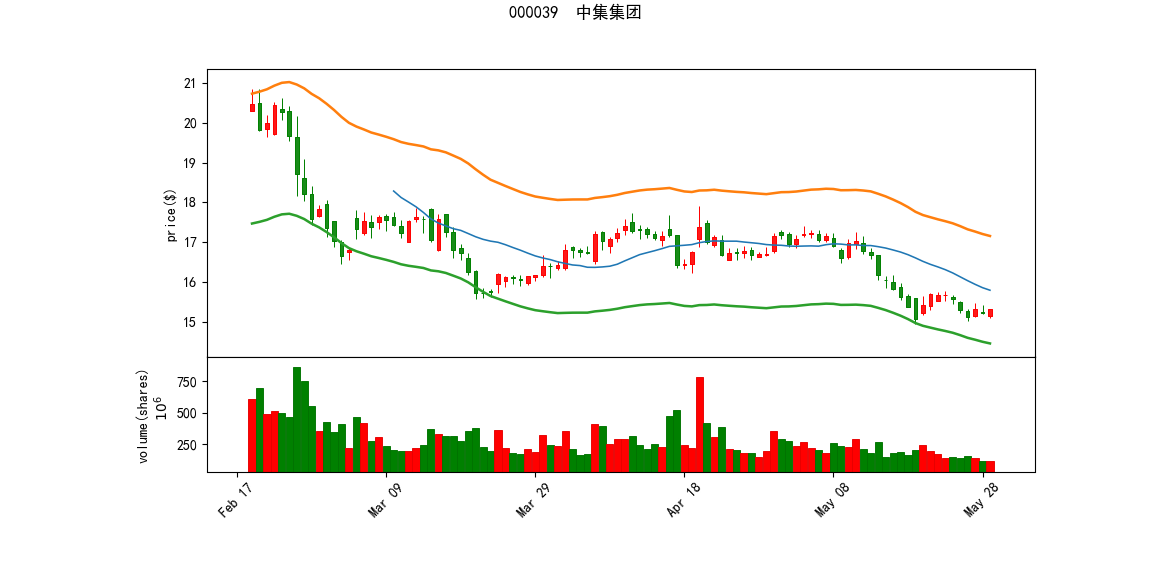 000039 中集集团
price($)
21
20
19
18
17
16
15
volume(shares)
10^6
750
500
250
Feb 17
Mar 09
Mar 29
Apr 18
May 08
May 28